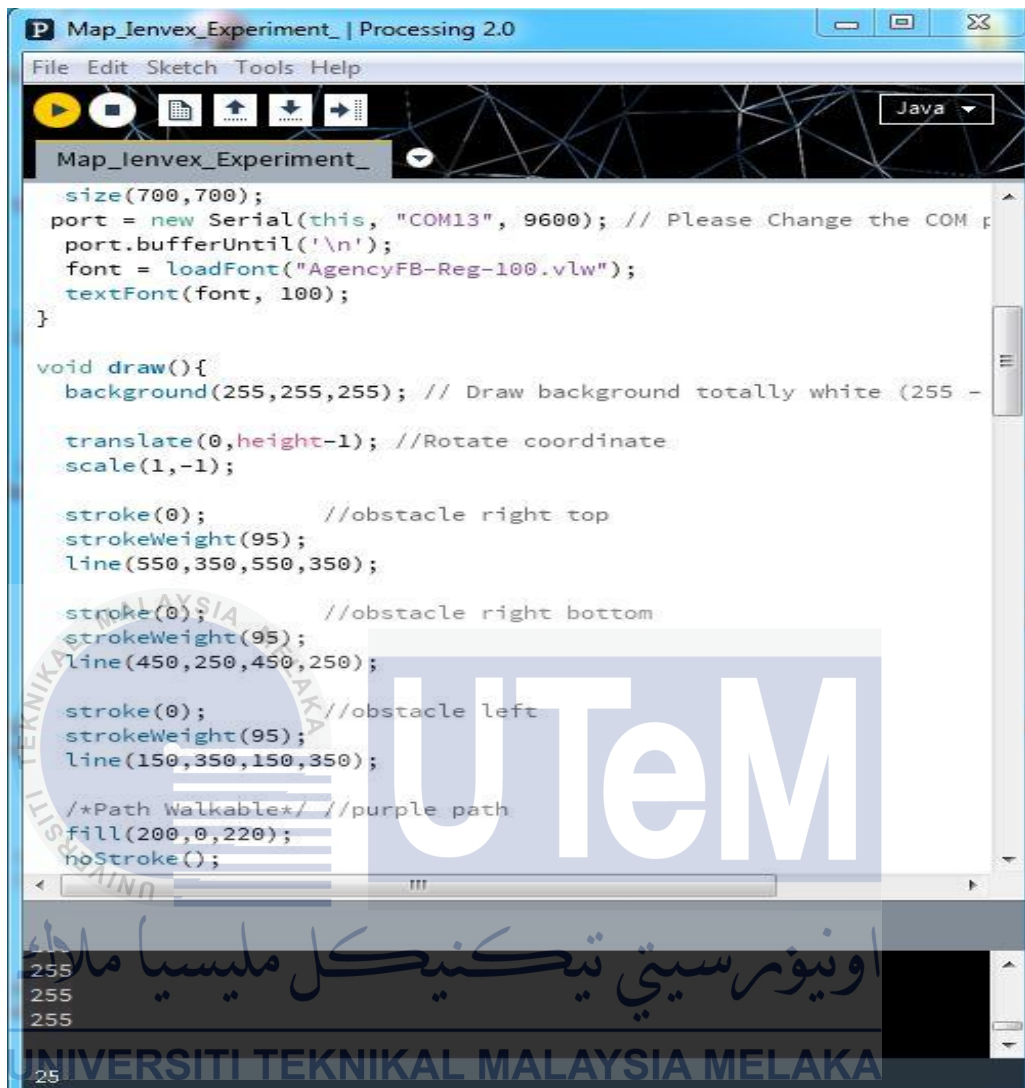 Map_Ienvex_Experiment_ | Processing 2.0
File Edit Sketch Tools Help
Java
Map_Ienvex_Experiment_
size(700,700);
port = new Serial(this, "COM13", 9600); // Please Change the COM p
port.bufferUntil('\n');
font = loadFont("AgencyFB-Reg-100.vlw");
textFont(font, 100);
}
void draw(){
background(255,255,255); // Draw background totally white (255 -
translate(0,height-1); //Rotate coordinate
scale(1,-1);
stroke(0); //obstacle right top
strokeWeight(95);
line(550,350,550,350);
stroke(0); //obstacle right bottom
strokeWeight(95);
line(450,250,450,250);
stroke(0); //obstacle left
strokeWeight(95);
line(150,350,150,350);
/*Path Walkable*/ //purple path
fill(200,0,220);
noStroke();
UNIVERSITI TEKNIKAL MALAYSIA MELAKA
UTeM
اونيۏرسيتي تيكنيكل مليسيا ملاك
255
255
255
UNIVERSITI TEKNIKAL MALAYSIA MELAKA
25